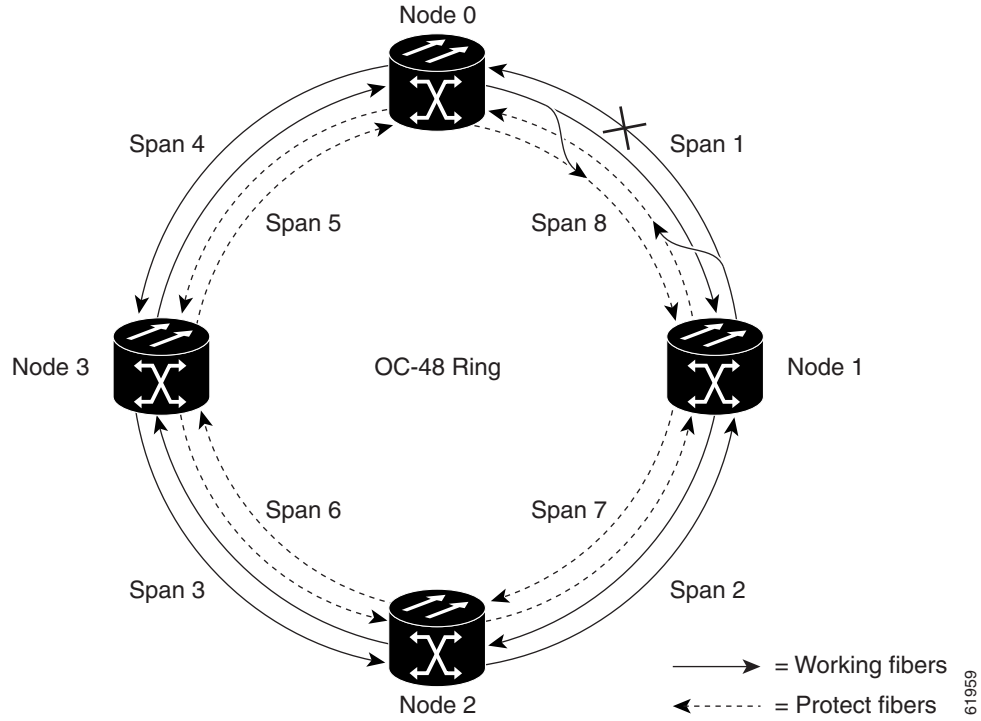 Node 0
Span 4
Span 1
Span 5
Span 8
Node 3
OC-48 Ring
Node 1
Span 6
Span 7
Span 3
Span 2
Node 2
= Working fibers
= Protect fibers
61959